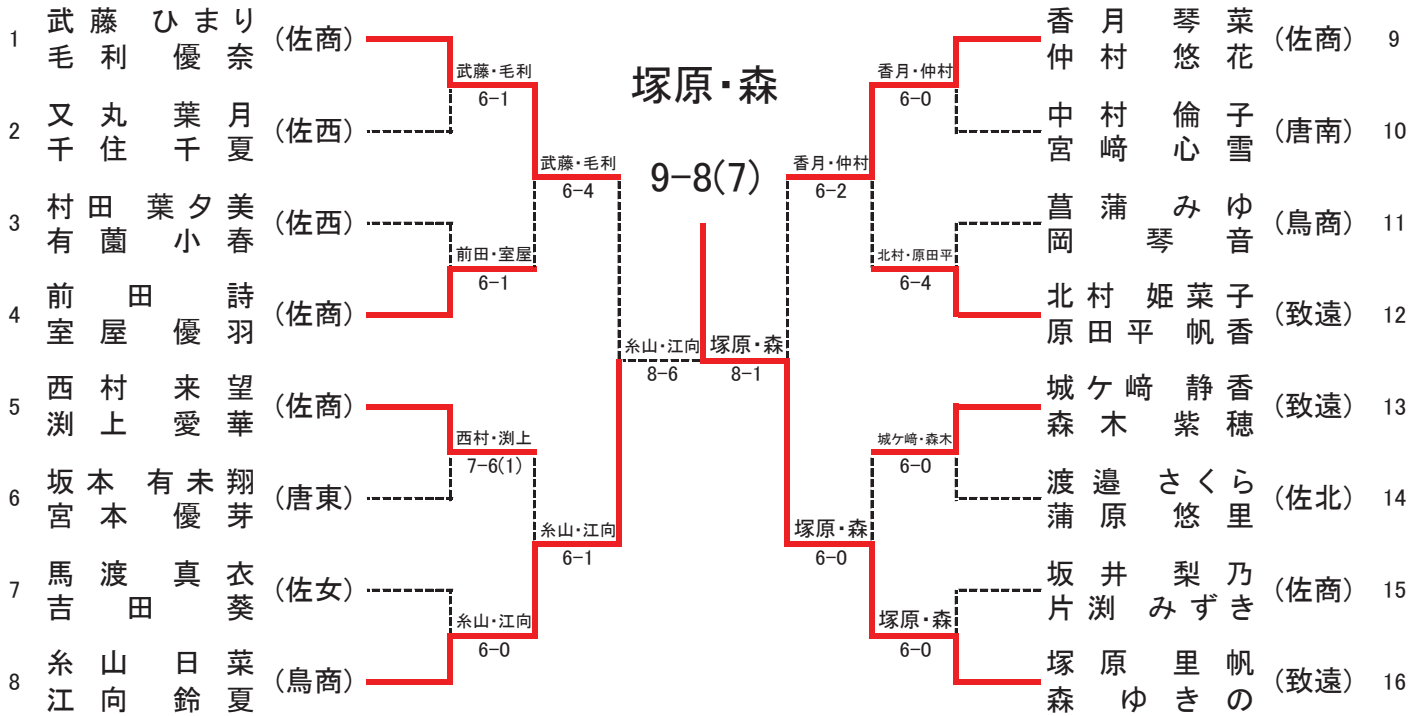 1 武藤 ひまり (佐商)
毛利 優奈
2 又丸 葉月 (佐西)
千住 千夏
3 村田 葉夕美 (佐西)
有薗 小春
4 前田 詩 (佐商)
室屋 優羽
5 西村 来望 (佐商)
渕上 愛華
6 坂本 有未翔 (唐東)
宮本 優芽
7 馬渡 真衣 (佐女)
吉田 葵
8 糸山 日菜 (鳥商)
江向 鈴夏
武藤・毛利
6-1
前田・室屋
6-1
西村・渕上
7-6(1)
糸山・江向
6-0
武藤・毛利
6-4
糸山・江向
6-1
糸山・江向
8-6
塚原・森
9-8(7)
塚原・森
8-1
香月・仲村
6-2
塚原・森
6-0
香月・仲村
6-0
北村・原田平
6-4
城ケ﨑・森木
6-0
塚原・森
6-0
香月 琴菜 (佐商) 9
仲村 悠花
中村 倫子 (唐南) 10
宮﨑 心雪
菖蒲 みゆ (鳥商) 11
岡 琴音
北村 姫菜子 (致遠) 12
原田平 帆香
城ケ﨑 静香 (致遠) 13
森木 紫穂
渡邉 さくら (佐北) 14
蒲原 悠里
坂井 梨乃 (佐商) 15
片渕 みずき
塚原 里帆 (致遠) 16
森 ゆきの